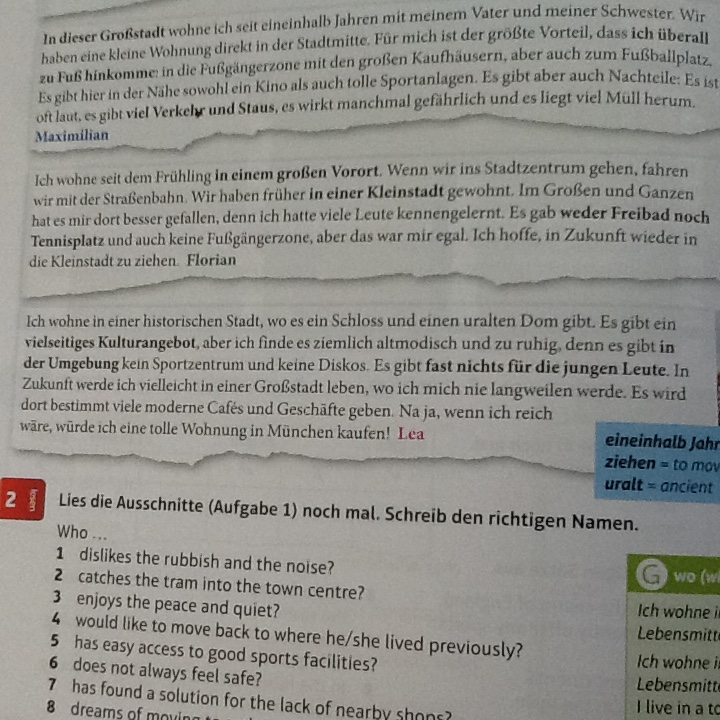 In dieser Großstadt wohne ich seit eineinhalb Jahren mit meinem Vater und meiner Schwester. Wir
haben eine kleine Wohnung direkt in der Stadtmitte. Für mich ist der größte Vorteil, dass ich überall
zu Fuß hinkomme: in die Fußgängerzone mit den großen Kaufhäusern, aber auch zum Fußballplatz.
Es gibt hier in der Nähe sowohl ein Kino als auch tolle Sportanlagen. Es gibt aber auch Nachteile: Es ist
oft laut, es gibt viel Verkehr und Staus, es wirkt manchmal gefährlich und es liegt viel Müll herum.
Maximilian
Ich wohne seit dem Frühling in einem großen Vorort. Wenn wir ins Stadtzentrum gehen, fahren
wir mit der Straßenbahn. Wir haben früher in einer Kleinstadt gewohnt. Im Großen und Ganzen
hat es mir dort besser gefallen, denn ich hatte viele Leute kennengelernt. Es gab weder Freibad noch
Tennisplatz und auch keine Fußgängerzone, aber das war mir egal. Ich hoffe, in Zukunft wieder in
die Kleinstadt zu ziehen. Florian
Ich wohne in einer historischen Stadt, wo es ein Schloss und einen uralten Dom gibt. Es gibt ein
vielseitiges Kulturangebot, aber ich finde es ziemlich altmodisch und zu ruhig, denn es gibt in
der Umgebung kein Sportzentrum und keine Diskos. Es gibt fast nichts für die jungen Leute. In
Zukunft werde ich vielleicht in einer Großstadt leben, wo ich mich nie langweilen werde. Es wird
dort bestimmt viele moderne Cafés und Geschäfte geben. Na ja, wenn ich reich
wäre, würde ich eine tolle Wohnung in München kaufen! Lea
eineinhalb Jahr
ziehen = to mov
uralt = ancient
2 lesen Lies die Ausschnitte (Aufgabe 1) noch mal. Schreib den richtigen Namen.
Who ...
1 dislikes the rubbish and the noise?
2 catches the tram into the town centre?
3 enjoys the peace and quiet?
4 would like to move back to where he/she lived previously?
5 has easy access to good sports facilities?
6 does not always feel safe?
7 has found a solution for the lack of nearby shops?
8 dreams of moving
G wo (w
Ich wohne i
Lebensmitt
Ich wohne i
Lebensmitt
I live in a to